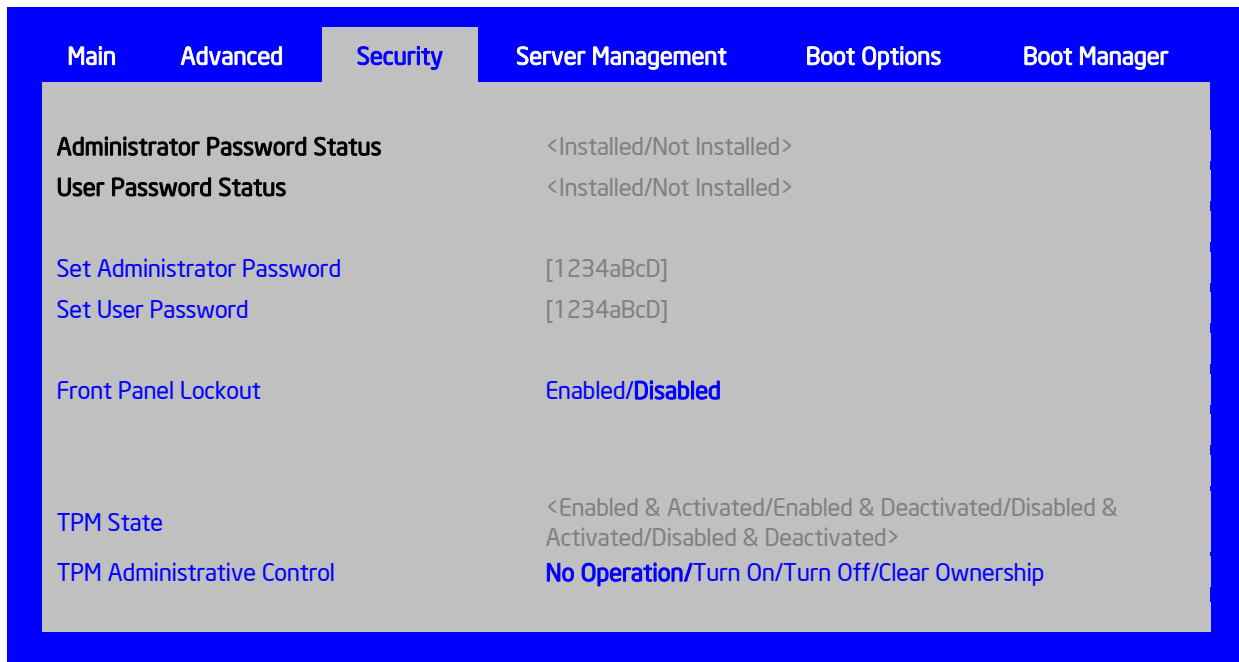 Main Advanced Security Server Management Boot Options Boot Manager
Administrator Password Status <Installed/Not Installed>
User Password Status <Installed/Not Installed>
Set Administrator Password [1234aBcD]
Set User Password [1234aBcD]
Front Panel Lockout Enabled/Disabled
TPM State <Enabled & Activated/Enabled & Deactivated/Disabled &
Activated/Disabled & Deactivated>
TPM Administrative Control No Operation/Turn On/Turn Off/Clear Ownership